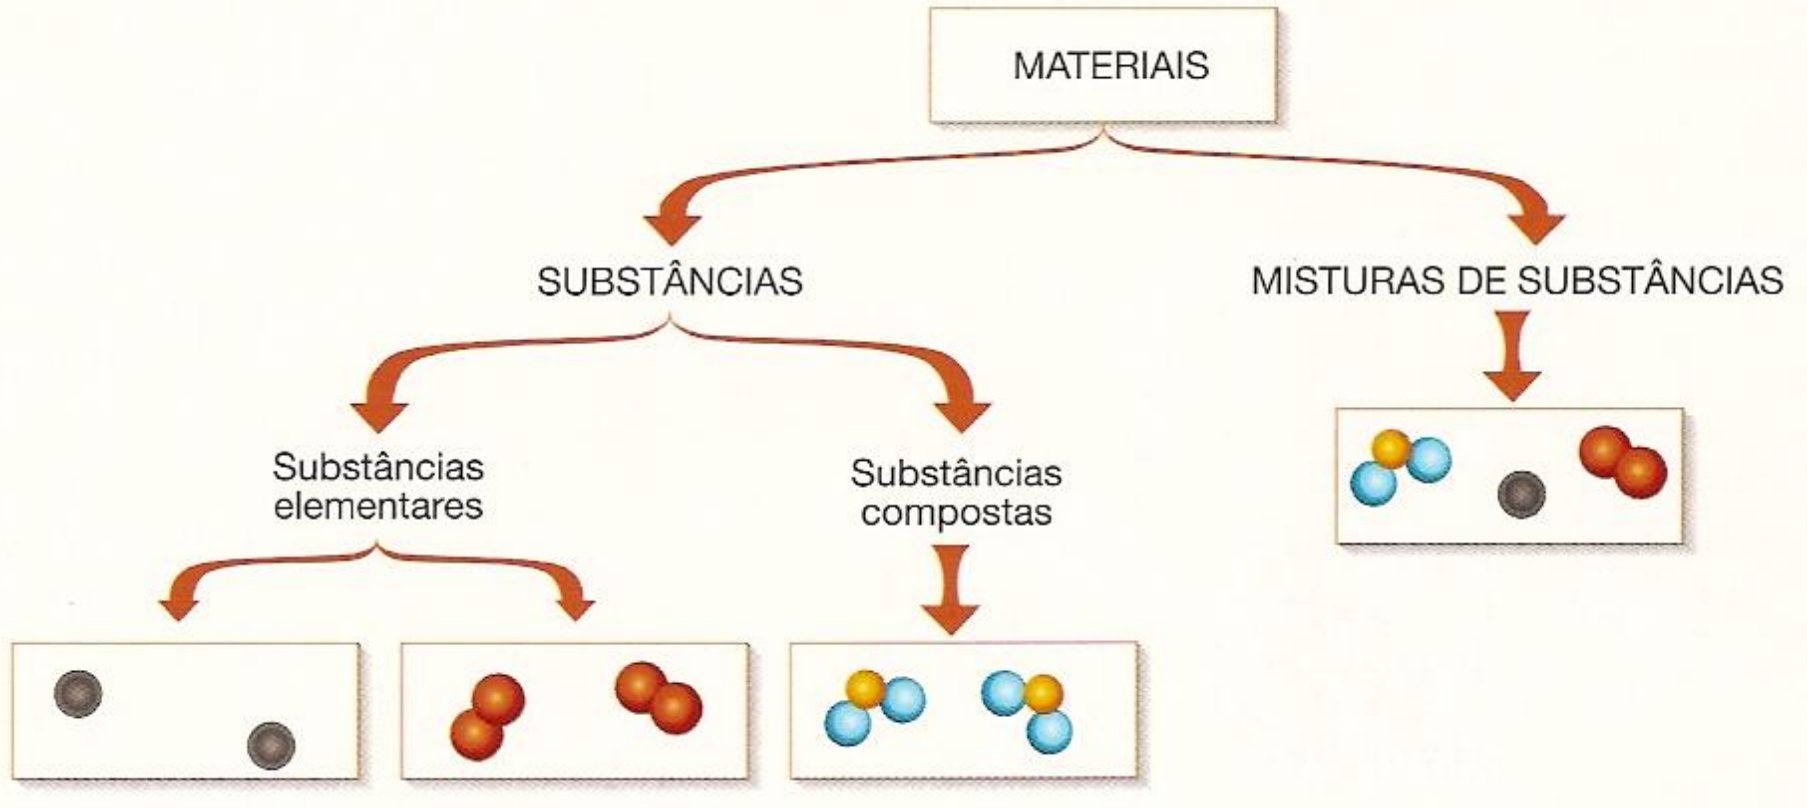 MATERIAIS
SUBSTÂNCIAS
MISTURAS DE SUBSTÂNCIAS
Substâncias
elementares
Substâncias
compostas